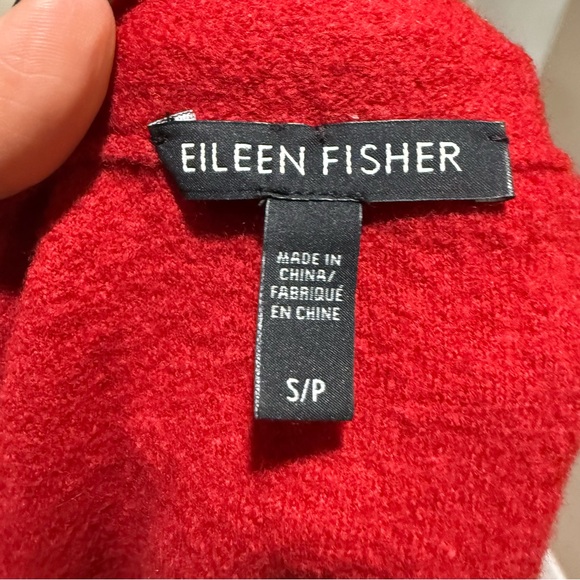 EILEEN FISHER
MADE IN
CHINA/
FABRIQUÉ
EN CHINE
S/P